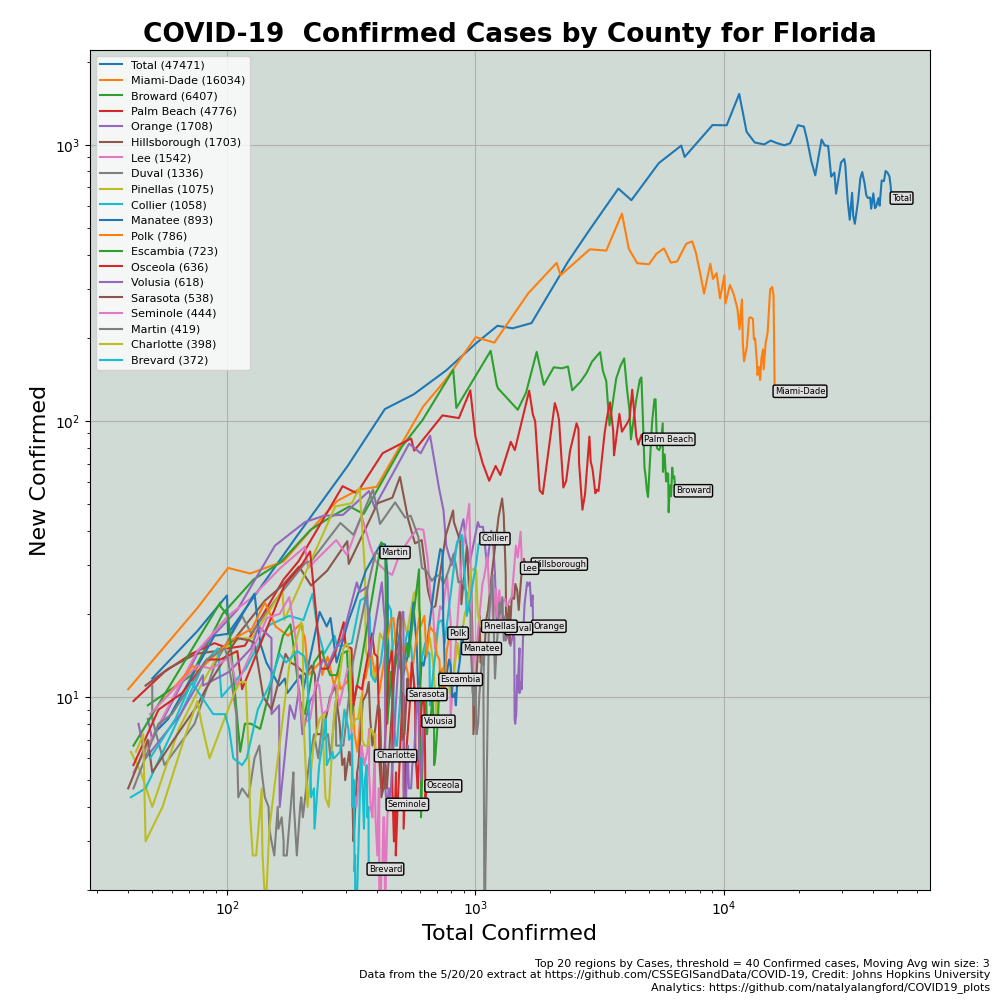 COVID-19  Confirmed Cases by County for Florida
Total (47471)
Miami-Dade (16034)
Broward (6407)
Palm Beach (4776)
Orange (1708)
Hillsborough (1703)
Lee (1542)
Duval (1336)
Pinellas (1075)
Collier (1058)
Manatee (893)
Polk (786)
Escambia (723)
Osceola (636)
Volusia (618)
Sarasota (538)
Seminole (444)
Martin (419)
Charlotte (398)
Brevard (372)
10³
10²
10¹
New Confirmed
Total
Miami-Dade
Palm Beach
Broward
Collier
Martin
Hillsborough
Lee
Pinellas
Duval
Orange
Polk
Manatee
Escambia
Sarasota
Volusia
Charlotte
Osceola
Seminole
Brevard
10²
10³
10⁴
Total Confirmed
Top 20 regions by Cases, threshold = 40 Confirmed cases, Moving Avg win size: 3
Data from the 5/20/20 extract at https://github.com/CSSEGISandData/COVID-19, Credit: Johns Hopkins University
Analytics: https://github.com/natalyalangford/COVID19_plots